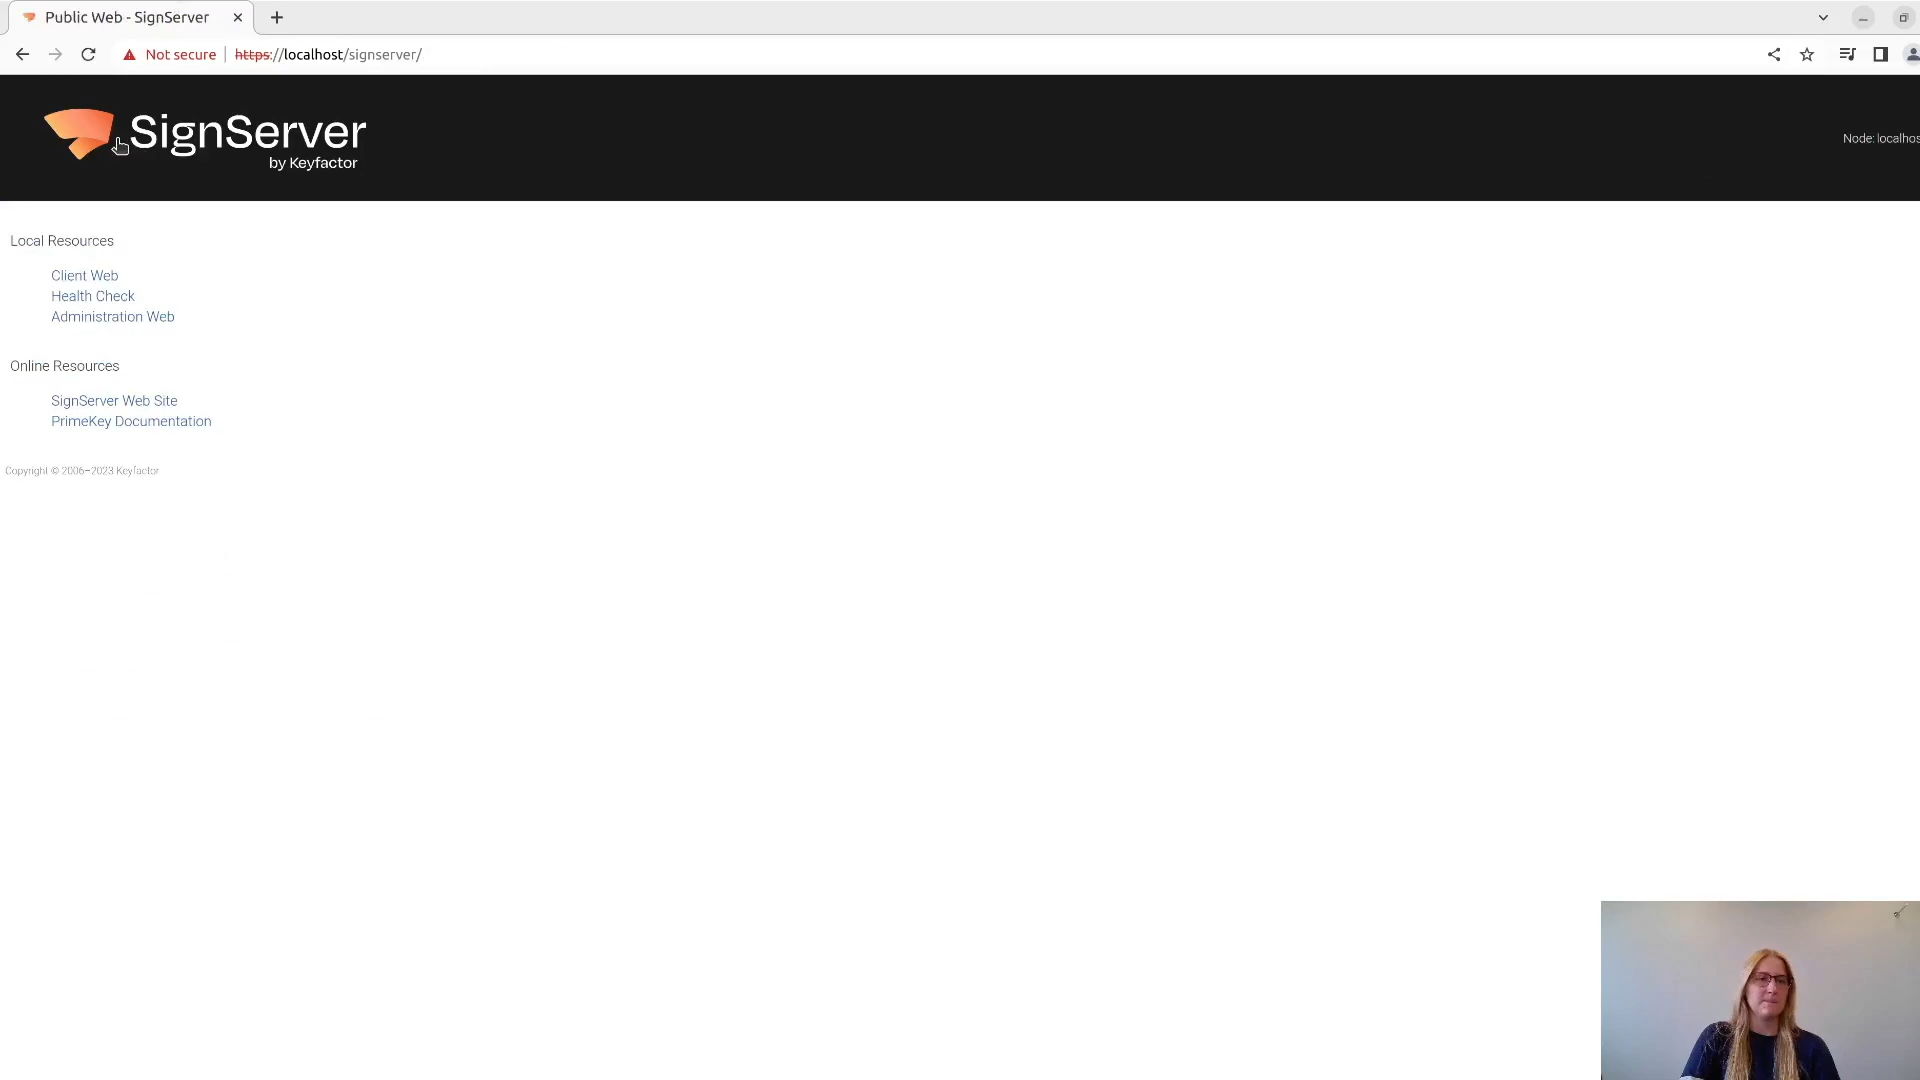 Public Web - SignServer
Not secure
https://localhost/signserver/
SignServer
by Keyfactor
Node:
Local Resources
Client Web
Health Check
Administration Web
Online Resources
SignServer Web Site
PrimeKey Documentation
Copyright © 2006–2023 Keyfactor